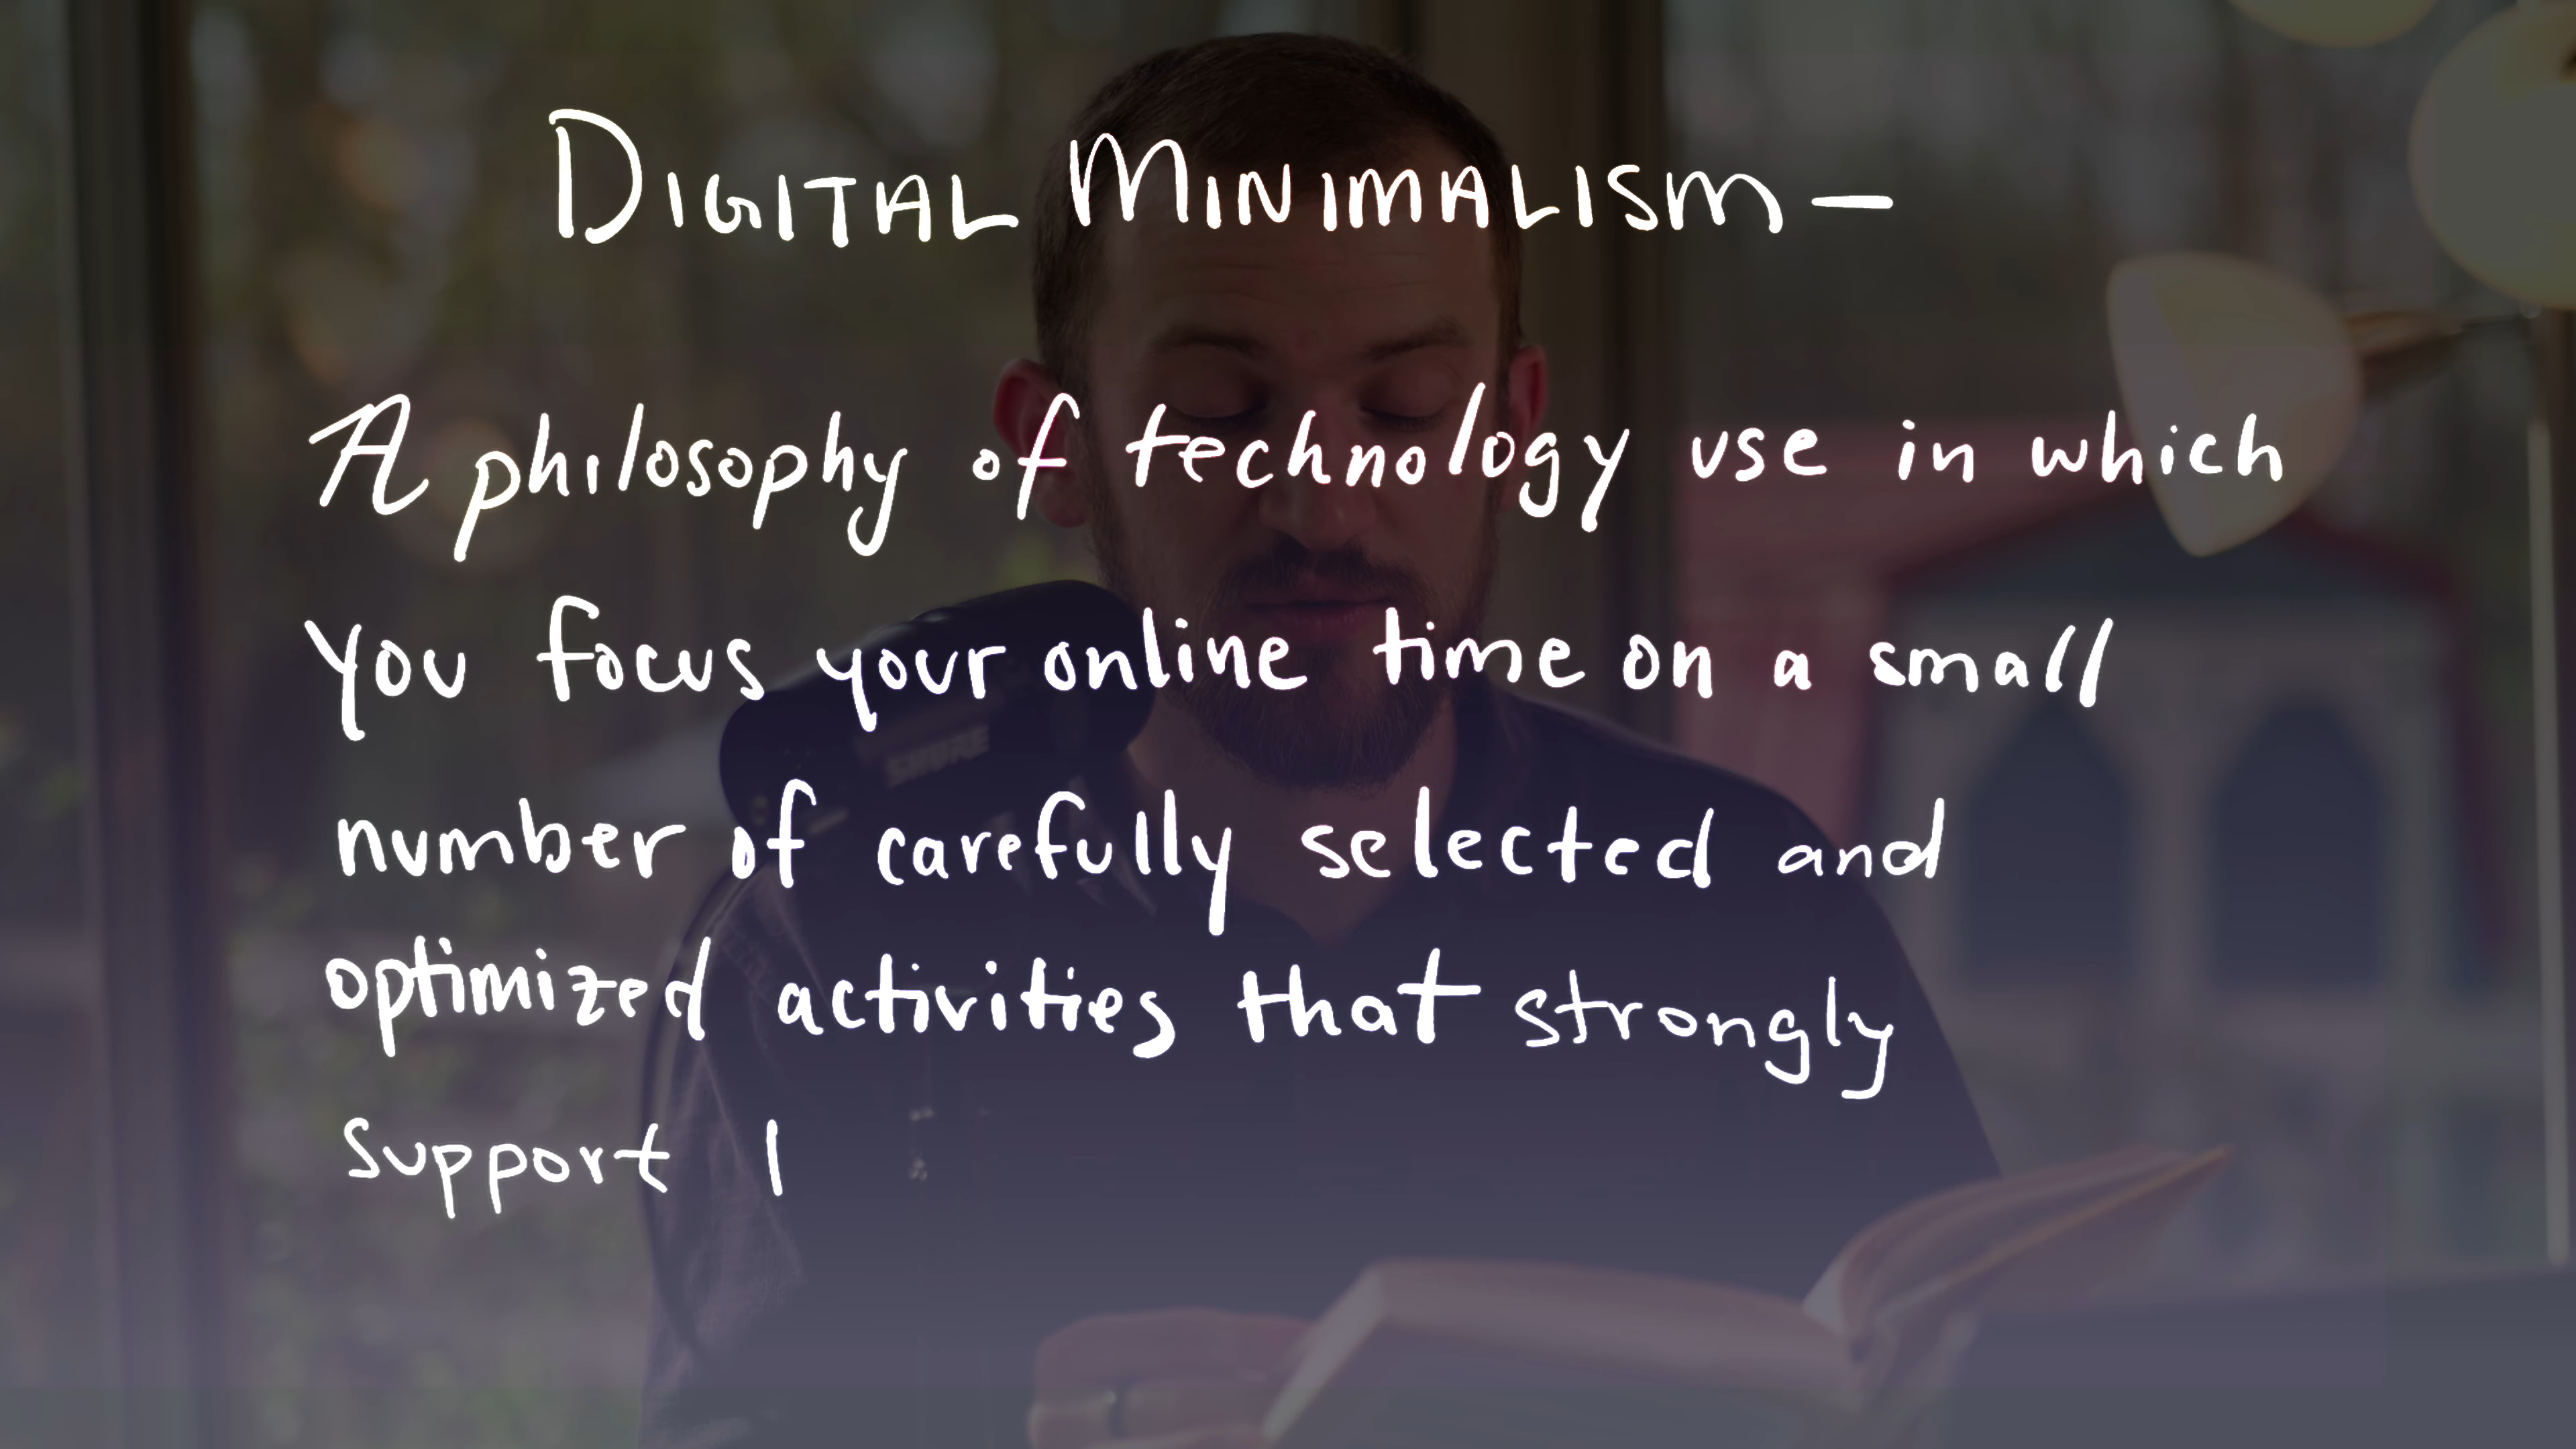 DIGITAL MINIMALISM –
A philosophy of technology use in which
you focus your online time on a small
SHURE
number of carefully selected and
optimized activities that strongly
support